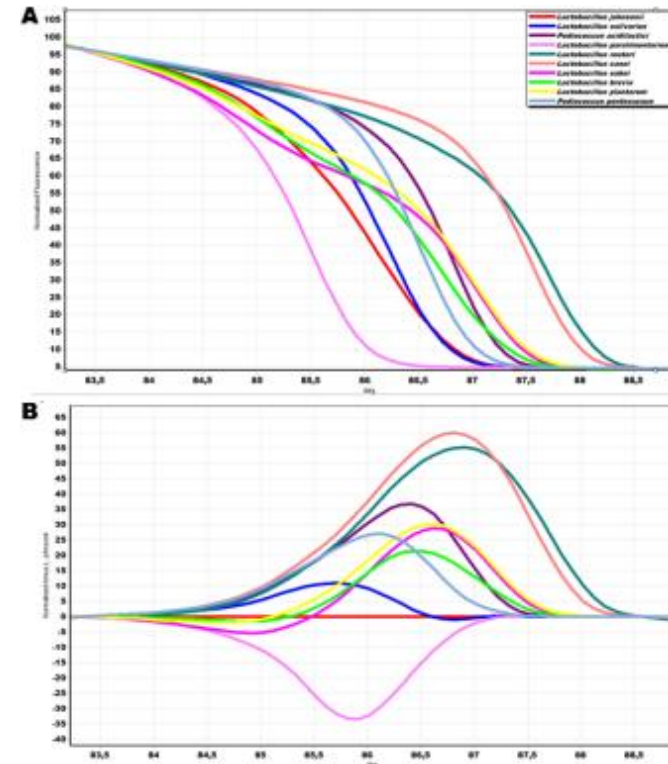 A
105
100
95
90
85
80
75
70
65
60
55
50
45
40
35
30
25
20
15
10
5
Normalised Fluorescence
Lactobacillus johnsonii
Lactobacillus salivarius
Pediococcus acidilactici
Lactobacillus paralimentarius
Lactobacillus reuteri
Lactobacillus casei
Lactobacillus sakei
Lactobacillus brevis
Lactobacillus plantarum
Pediococcus pentosaceus
83,5 84 84,5 85 85,5 86 86,5 87 87,5 88 88,5
B
65
60
55
50
45
40
35
30
25
20
15
10
5
0
-5
-10
-15
-20
-25
-30
-35
-40
83,5 84 84,5 85 85,5 86 86,5 87 87,5 88 88,5